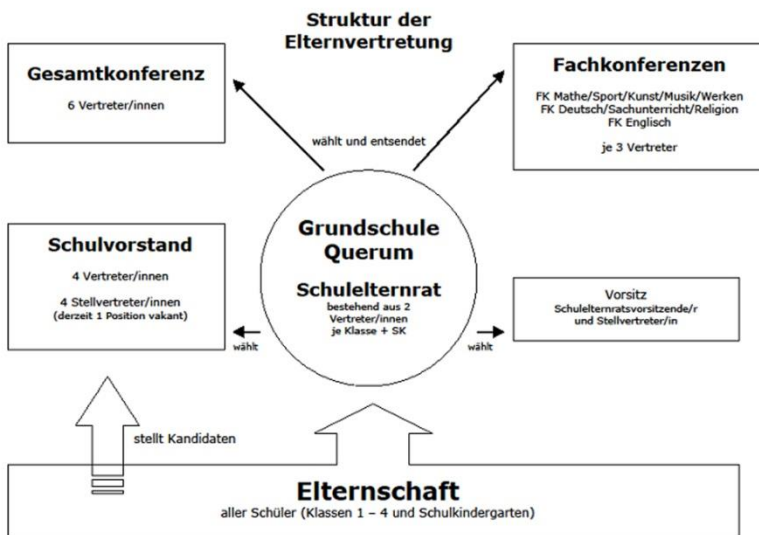 Struktur der
Elternvertretung
Gesamtkonferenz
6 Vertreter/innen
Fachkonferenzen
FK Mathe/Sport/Kunst/Musik/Werken
FK Deutsch/Sachunterricht/Religion
FK Englisch
je 3 Vertreter
wählt und entsendet
Grundschule
Querum
Schulelternrat
bestehend aus 2
Vertreter/innen
je Klasse + SK
Schulvorstand
4 Vertreter/innen
4 Stellvertreter/innen
(derzeit 1 Position vakant)
wählt
wählt
Vorsitz
Schulelternratsvorsitzende/r
und Stellvertreter/in
stellt Kandidaten
Elternschaft
aller Schüler (Klassen 1 – 4 und Schulkindergarten)